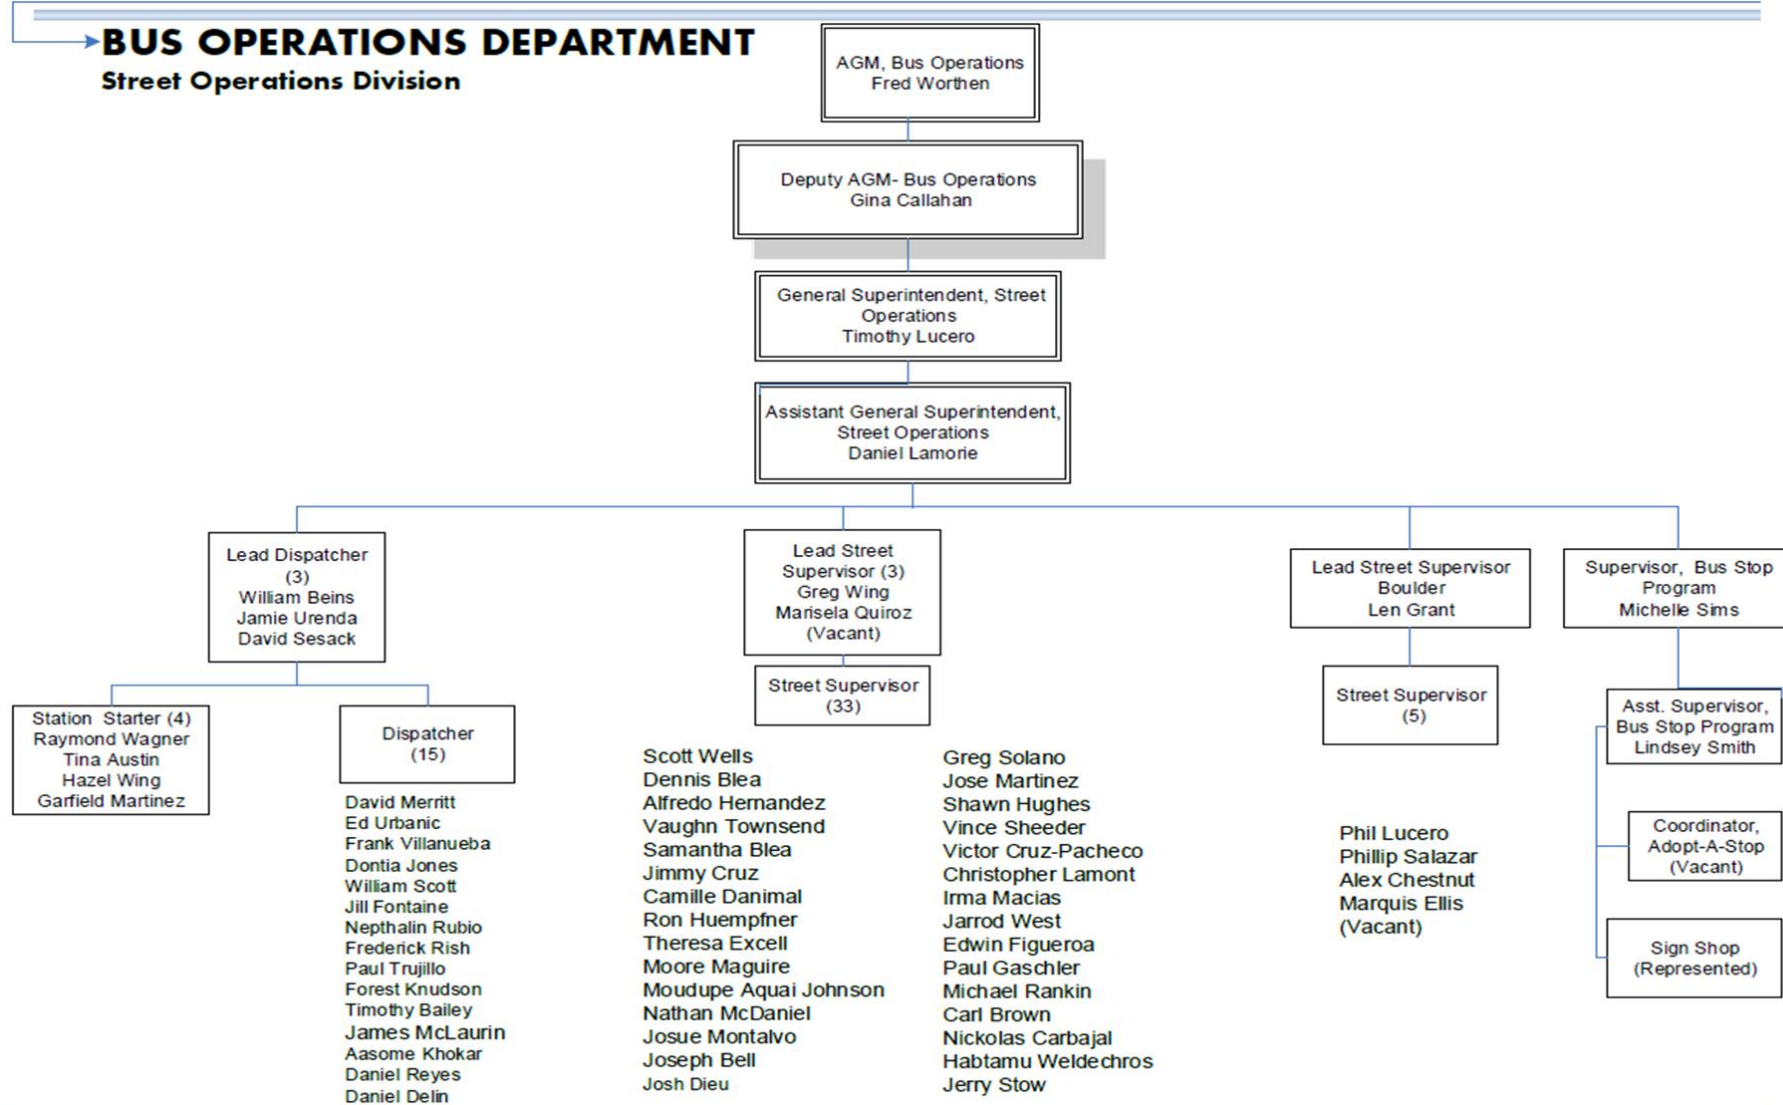 BUS OPERATIONS DEPARTMENT
Street Operations Division
AGM, Bus Operations
Fred Worthen
Deputy AGM- Bus Operations
Gina Callahan
General Superintendent, Street
Operations
Timothy Lucero
Assistant General Superintendent,
Street Operations
Daniel Lamorie
Lead Dispatcher
(3)
William Beins
Jamie Urenda
David Sesack
Station Starter (4)
Raymond Wagner
Tina Austin
Hazel Wing
Garfield Martinez
Dispatcher
(15)
David Merritt
Ed Urbanic
Frank Villanueba
Dontia Jones
William Scott
Jill Fontaine
Nepthalin Rubio
Frederick Rish
Paul Trujillo
Forest Knudson
Timothy Bailey
James McLaurin
Aasome Khokar
Daniel Reyes
Daniel Delin
Lead Street
Supervisor (3)
Greg Wing
Marisela Quiroz
(Vacant)
Street Supervisor
(33)
Scott Wells
Dennis Blea
Alfredo Hernandez
Vaughn Townsend
Samantha Blea
Jimmy Cruz
Camille Danimal
Ron Huempfner
Theresa Excell
Moore Maguire
Moudupe Aquai Johnson
Nathan McDaniel
Josue Montalvo
Joseph Bell
Josh Dieu
Greg Solano
Jose Martinez
Shawn Hughes
Vince Sheeder
Victor Cruz-Pacheco
Christopher Lamont
Irma Macias
Jarrod West
Edwin Figueroa
Paul Gaschler
Michael Rankin
Carl Brown
Nickolas Carbajal
Habtamu Weldechros
Jerry Stow
Lead Street Supervisor
Boulder
Len Grant
Street Supervisor
(5)
Phil Lucero
Phillip Salazar
Alex Chestnut
Marquis Ellis
(Vacant)
Supervisor, Bus Stop
Program
Michelle Sims
Asst. Supervisor,
Bus Stop Program
Lindsey Smith
Coordinator,
Adopt-A-Stop
(Vacant)
Sign Shop
(Represented)